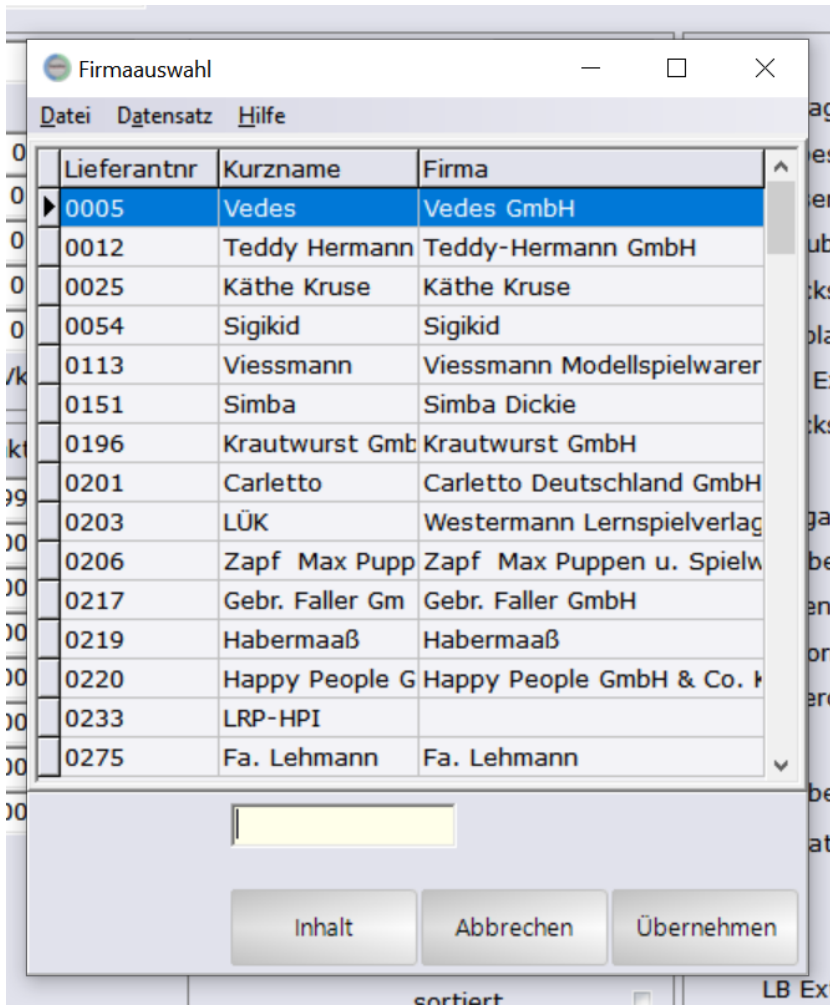 Firmaauswahl
Datei Datensatz Hilfe
Lieferantnr Kurzname Firma
0005 Vedes Vedes GmbH
0012 Teddy Hermann Teddy-Hermann GmbH
0025 Käthe Kruse Käthe Kruse
0054 Sigikid Sigikid
0113 Viessmann Viessmann Modellspielwarer
0151 Simba Simba Dickie
0196 Krautwurst Gmb Krautwurst GmbH
0201 Carletto Carletto Deutschland GmbH
0203 LÜK Westermann Lernspielverlag
0206 Zapf Max Pupp Zapf Max Puppen u. Spielw
0217 Gebr. Faller Gm Gebr. Faller GmbH
0219 Habermaaß Habermaaß
0220 Happy People G Happy People GmbH & Co. K
0233 LRP-HPI
0275 Fa. Lehmann Fa. Lehmann
Inhalt Abbrechen Übernehmen
sortiert LB Ex